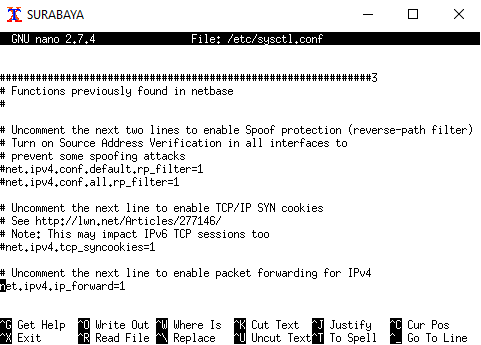 SURABAYA
GNU nano 2.7.4 File: /etc/sysctl.conf
###############################################################3
# Functions previously found in netbase
#
# Uncomment the next two lines to enable Spoof protection (reverse-path filter)
# Turn on Source Address Verification in all interfaces to
# prevent some spoofing attacks
#net.ipv4.conf.default.rp_filter=1
#net.ipv4.conf.all.rp_filter=1
# Uncomment the next line to enable TCP/IP SYN cookies
# See http://lwn.net/Articles/277146/
# Note: This may impact IPv6 TCP sessions too
#net.ipv4.tcp_syncookies=1
# Uncomment the next line to enable packet forwarding for IPv4
net.ipv4.ip_forward=1
^G Get Help ^O Write Out ^W Where Is ^K Cut Text ^J Justify ^C Cur Pos
^X Exit ^R Read File ^\ Replace ^U Uncut Text ^T To Spell ^_ Go To Line